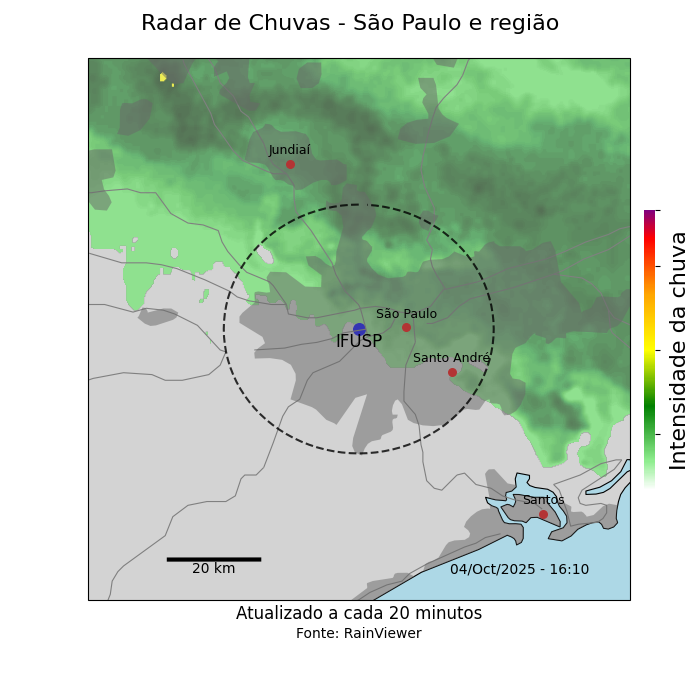 Radar de Chuvas - São Paulo e região
Jundiaí
São Paulo
IFUSP
Santo André
Santos
20 km
04/Oct/2025 - 16:10
Intensidade da chuva
Atualizado a cada 20 minutos
Fonte: RainViewer